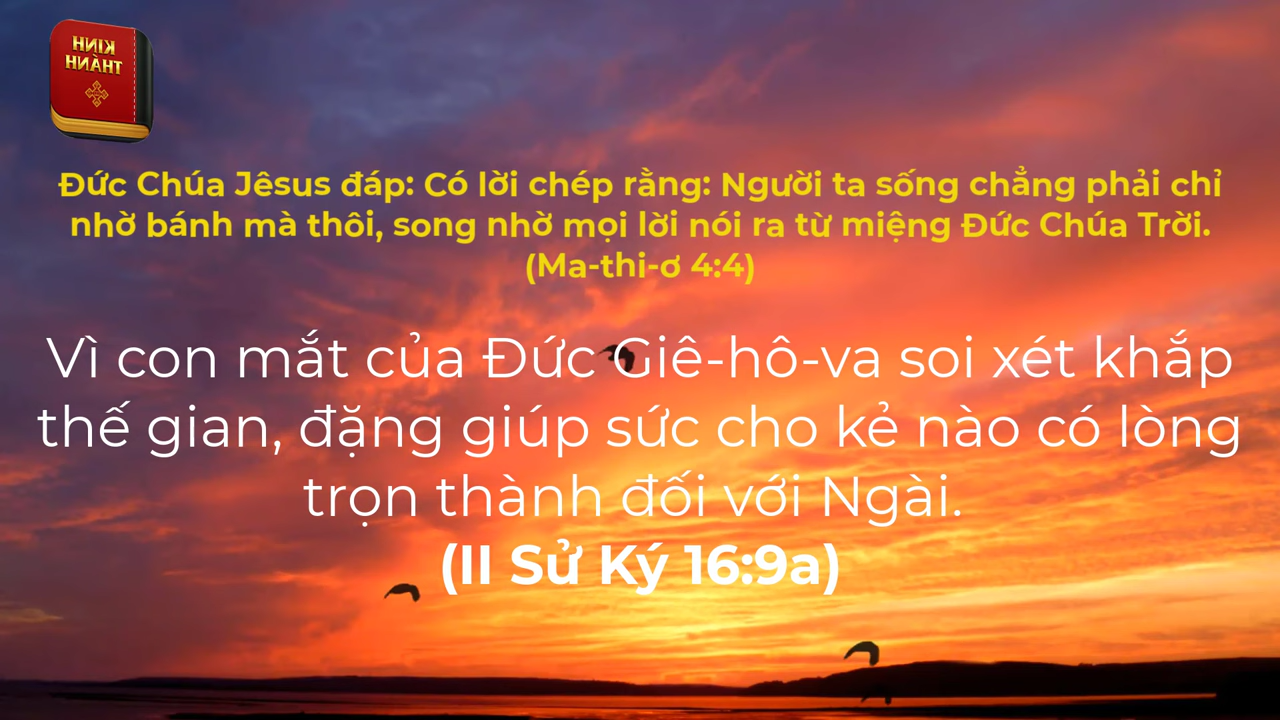 KINH
THÁNH
Đức Chúa Jêsus đáp: Có lời chép rằng: Người ta sống chẳng phải chỉ
nhờ bánh mà thôi, song nhờ mọi lời nói ra từ miệng Đức Chúa Trời.
(Ma-thi-ơ 4:4)
Vì con mắt của Đức Giê-hô-va soi xét khắp
thế gian, đặng giúp sức cho kẻ nào có lòng
trọn thành đối với Ngài.
(II Sử Ký 16:9a)